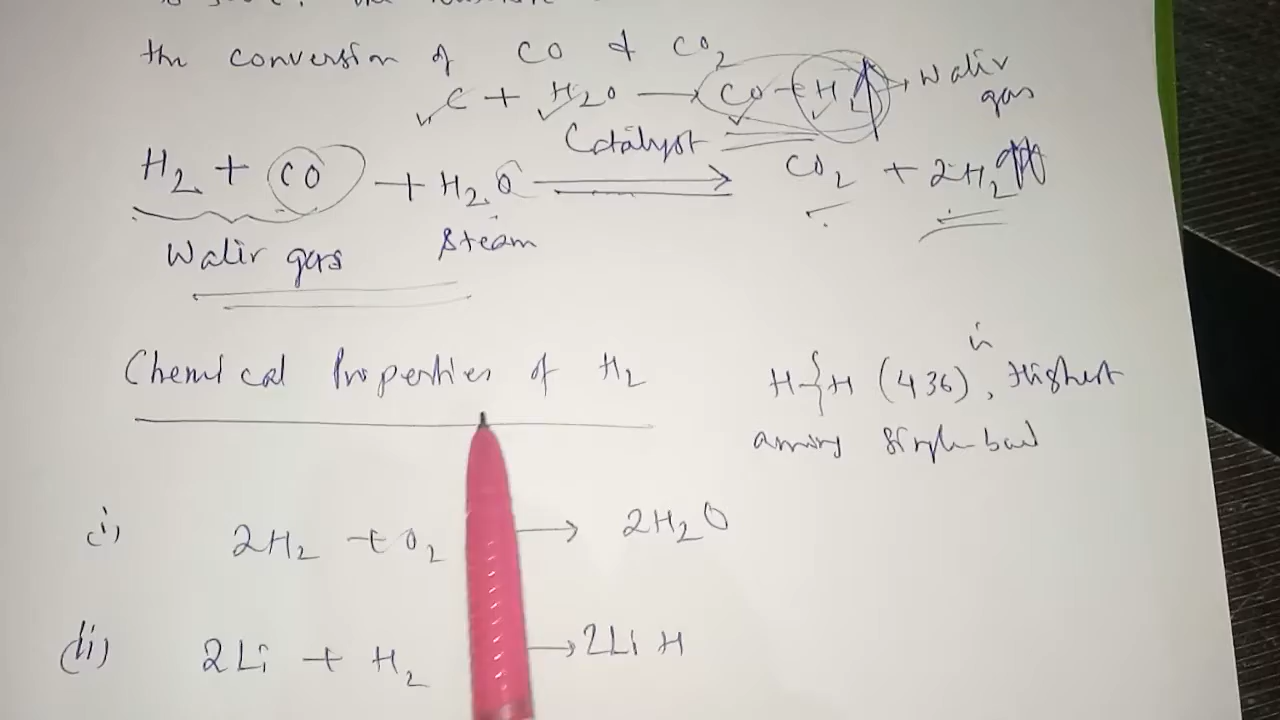 the conversion of CO & CO₂
C + H₂O → CO + H₂ → Water gas
Catalyst
H₂ + CO + H₂O → CO₂ + 2H₂
Water gas steam
Chemical Properties of H₂
H-H (436), Highest
among Single bond
(i) 2H₂ + O₂ → 2H₂O
(ii) 2Li + H₂ → 2LiH